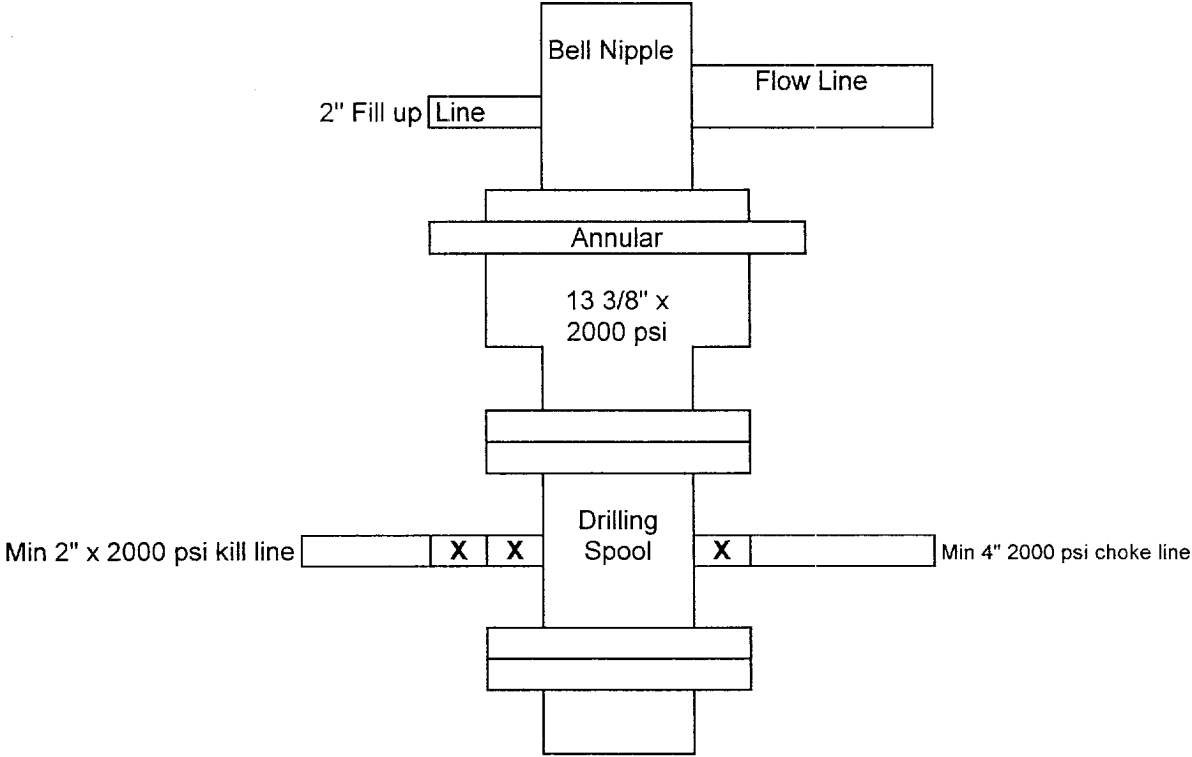 Bell Nipple
Flow Line
2" Fill up Line
Annular
13 3/8" x
2000 psi
Drilling
Spool
Min 2" x 2000 psi kill line
X X
X
Min 4" 2000 psi choke line